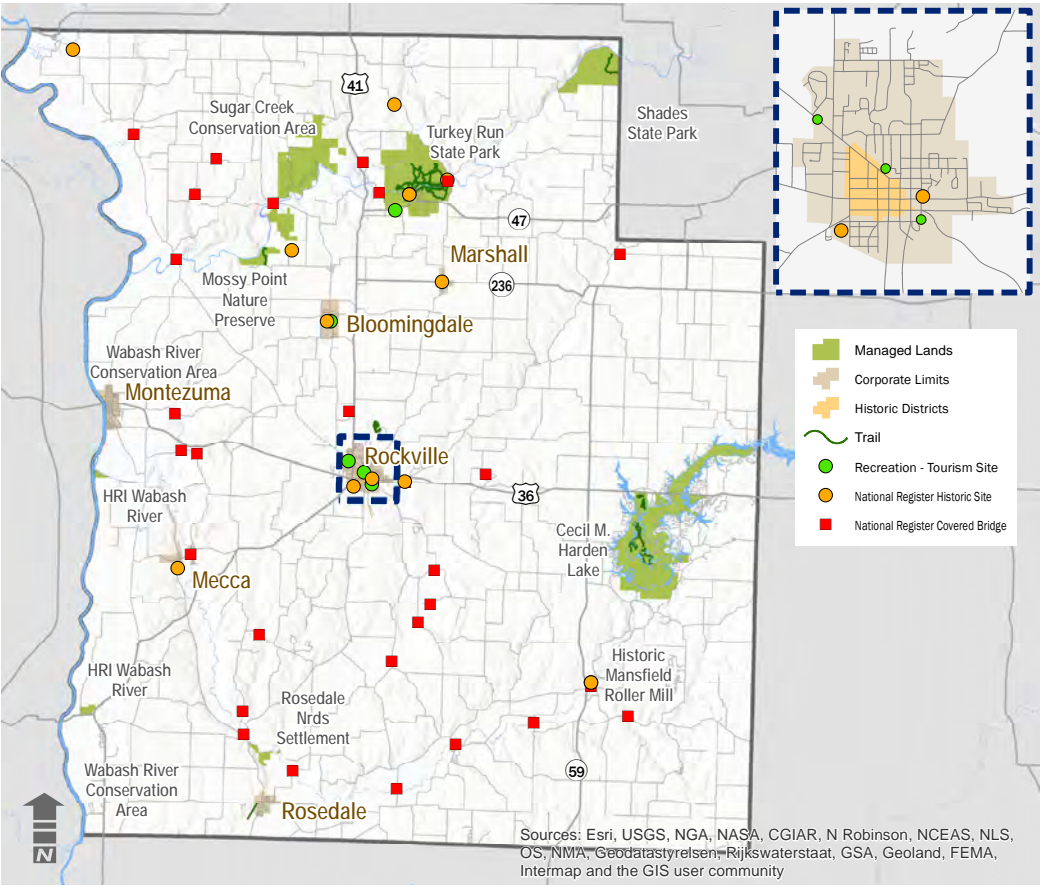 41
Sugar Creek
Conservation Area
Turkey Run
State Park
Shades
State Park
47
Marshall
236
Mossy Point
Nature
Preserve
Bloomingdale
Wabash River
Conservation Area
Montezuma
Rockville
36
HRI Wabash
River
Cecil M.
Harden
Lake
Mecca
HRI Wabash
River
Historic
Mansfield
Roller Mill
Rosedale
Nrds
Settlement
59
Wabash River
Conservation
Area
Rosedale
N
Managed Lands
Corporate Limits
Historic Districts
Trail
Recreation - Tourism Site
National Register Historic Site
National Register Covered Bridge
Sources: Esri, USGS, NGA, NASA, CGIAR, N Robinson, NCEAS, NLS,
OS, NMA, Geodatastyrelsen, Rijkswaterstaat, GSA, Geoland, FEMA,
Intermap and the GIS user community